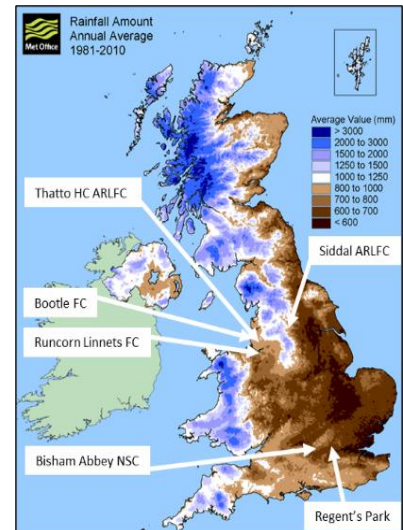 Met Office
Rainfall Amount
Annual Average
1981-2010
Average Value (mm)
> 3000
2000 to 3000
1500 to 2000
1250 to 1500
1000 to 1250
800 to 1000
700 to 800
600 to 700
< 600
Thatto HC ARLFC
Siddal ARLFC
Bootle FC
Runcorn Linnets FC
Bisham Abbey NSC
Regent's Park